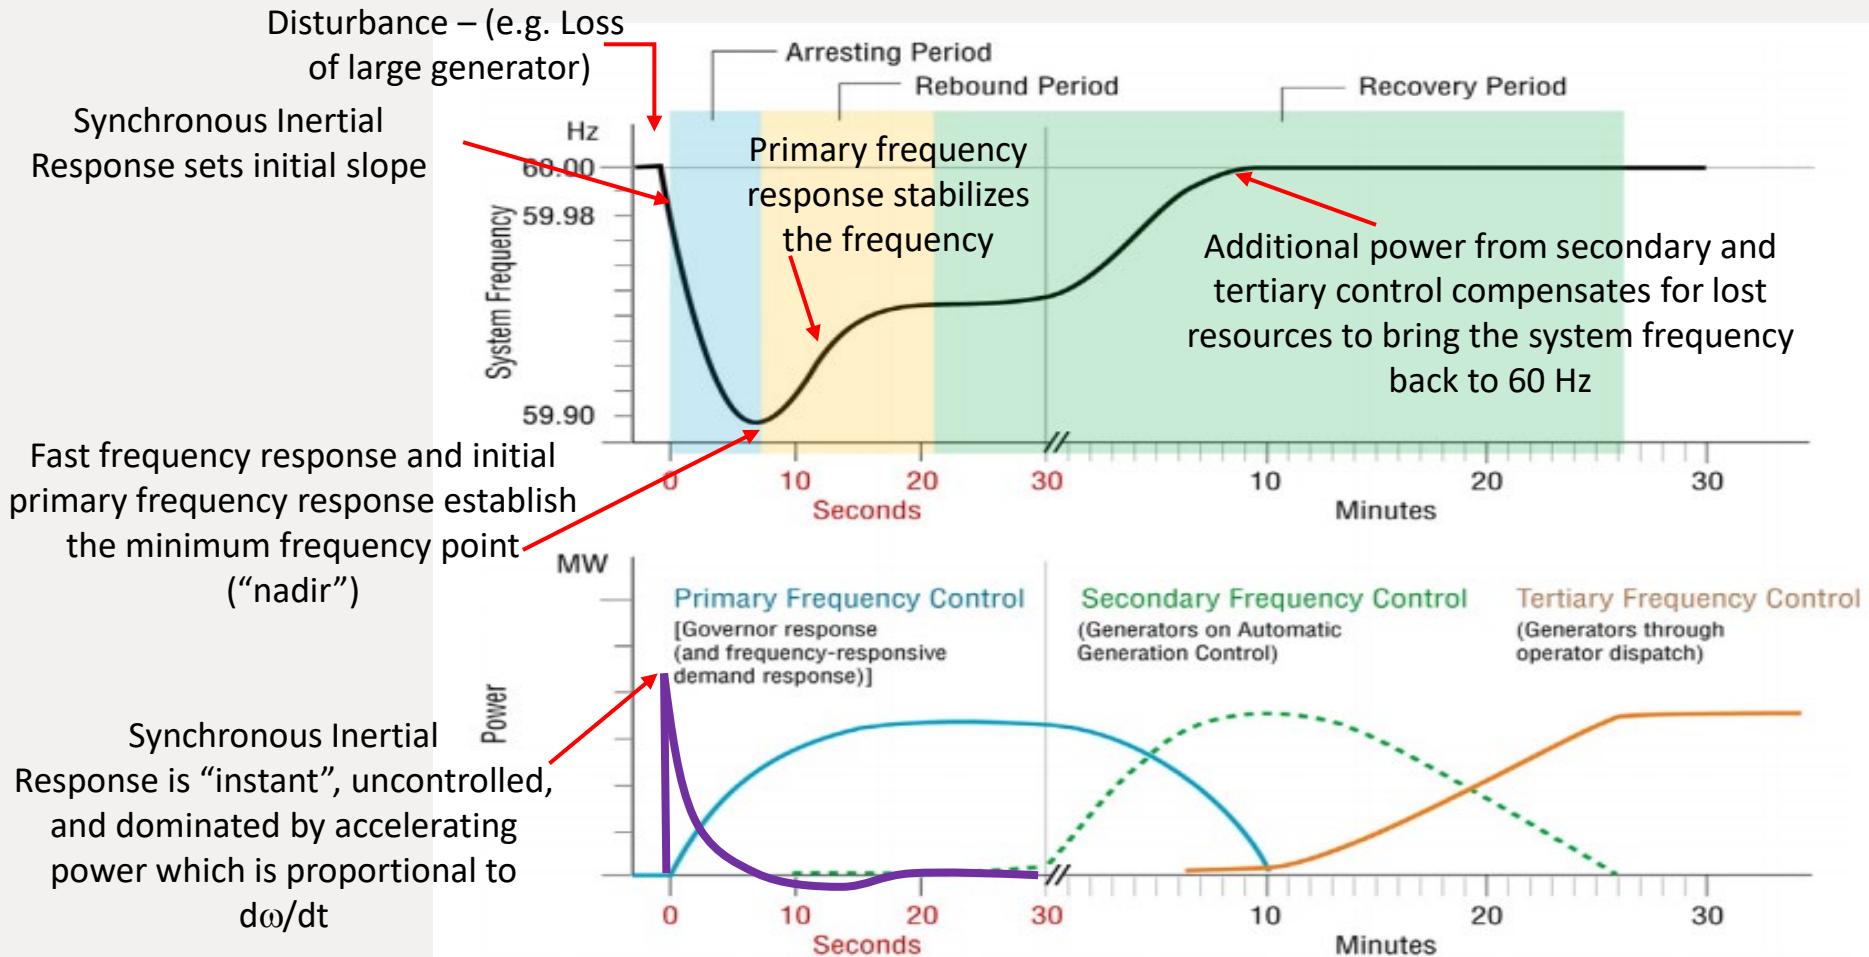 Disturbance – (e.g. Loss
of large generator)
Arresting Period
Rebound Period
Recovery Period
Synchronous Inertial
Response sets initial slope
Hz
60.00
59.98
59.90
System Frequency
Primary frequency
response stabilizes
the frequency
Additional power from secondary and
tertiary control compensates for lost
resources to bring the system frequency
back to 60 Hz
Fast frequency response and initial
primary frequency response establish
the minimum frequency point
(“nadir”)
0 10 20 30 10 20 30
Seconds Minutes
MW
Power
Primary Frequency Control
[Governor response
(and frequency-responsive
demand response)]
Secondary Frequency Control
(Generators on Automatic
Generation Control)
Tertiary Frequency Control
(Generators through
operator dispatch)
Synchronous Inertial
Response is “instant”, uncontrolled,
and dominated by accelerating
power which is proportional to
dω/dt
0 10 20 30 10 20 30
Seconds Minutes